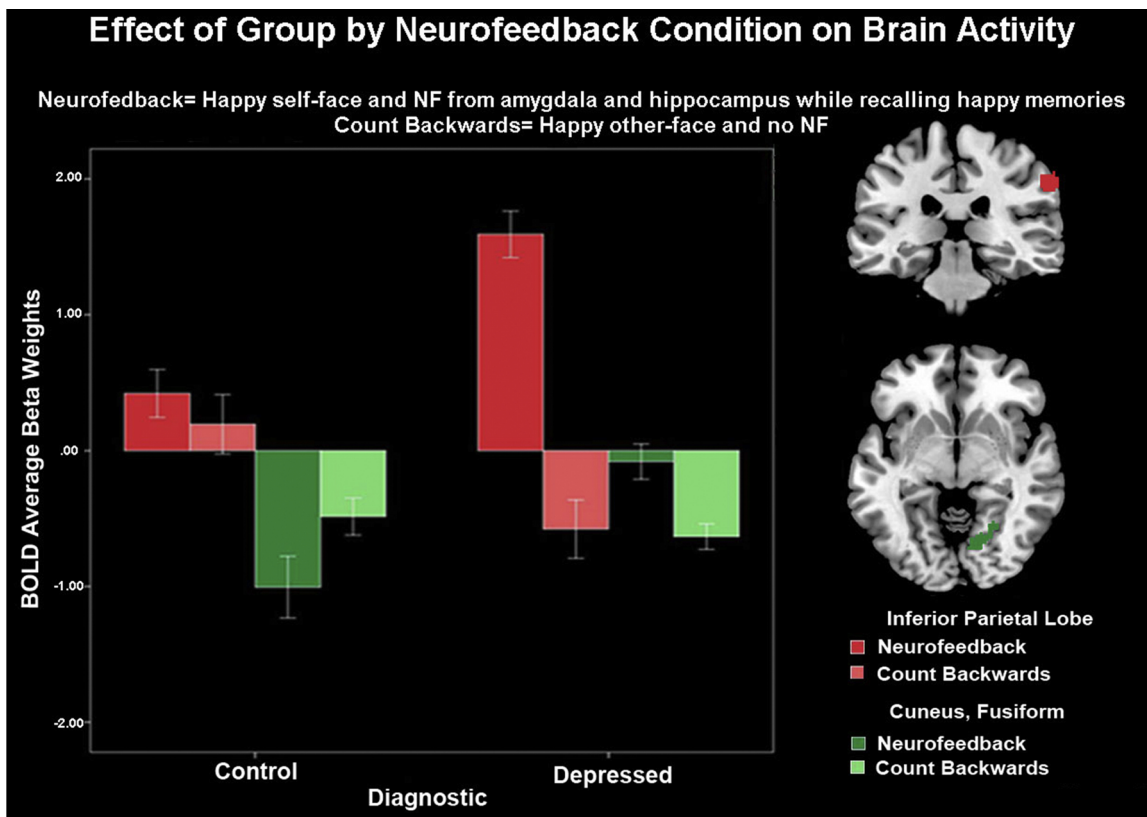 Effect of Group by Neurofeedback Condition on Brain Activity
Neurofedback= Happy self-face and NF from amygdala and hippocampus while recalling happy memories
Count Backwards= Happy other-face and no NF
BOLD Average Beta Weights
2.00
1.00
.00
-1.00
-2.00
Control
Depressed
Diagnostic
Inferior Parietal Lobe
Neurofeedback
Count Backwards
Cuneus, Fusiform
Neurofeedback
Count Backwards